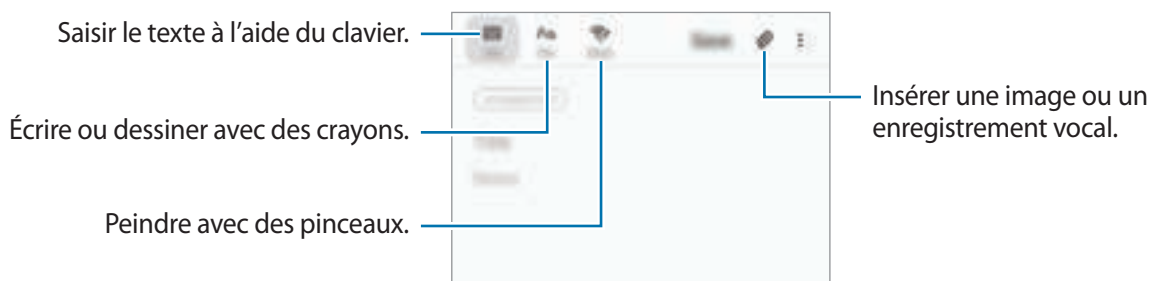 Saisir le texte à l'aide du clavier.
Écrire ou dessiner avec des crayons.
Peindre avec des pinceaux.
Insérer une image ou un
enregistrement vocal.